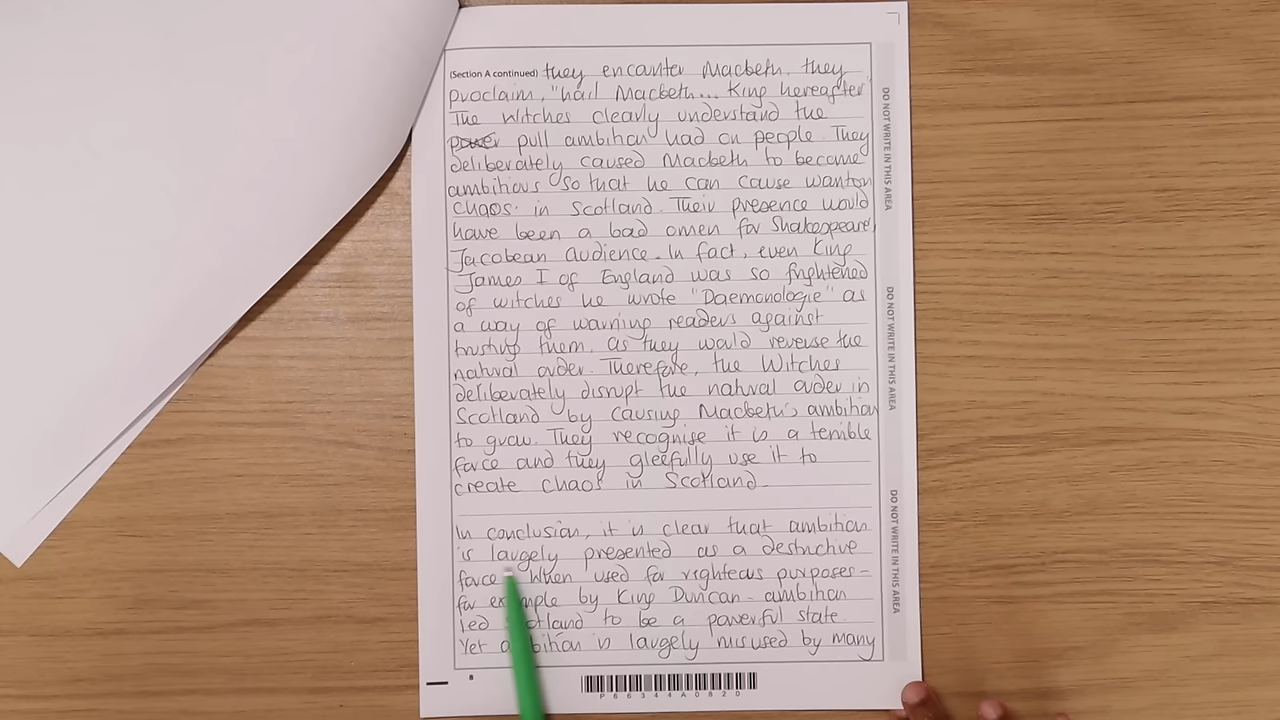 (Section A continued) they encounter Macbeth, they
proclaim, "hail Macbeth... King hereafter"
The Witches clearly understand the
power pull ambition had on people. They
deliberately caused Macbeth to become
ambitious so that he can cause wanton
chaos in Scotland. Their presence would
have been a bad omen for Shakespeare's
Jacobean audience. In fact, even King
James I of England was so frightened
of witches he wrote "Daemonologie" as
a way of warning readers against
trusting them, as they would reverse the
natural order. Therefore, the Witches
deliberately disrupt the natural order in
Scotland by causing Macbeth's ambition
to grow. They recognise it is a terrible
force and they gleefully use it to
create chaos in Scotland.
In conclusion, it is clear that ambition
is largely presented as a destructive
force. When used for righteous purposes -
for example by King Duncan - ambition
led Scotland to be a powerful state.
Yet ambition is largely misused by many
8
P66344A0820
DO NOT WRITE IN THIS AREA
DO NOT WRITE IN THIS AREA
DO NOT WRITE IN THIS AREA